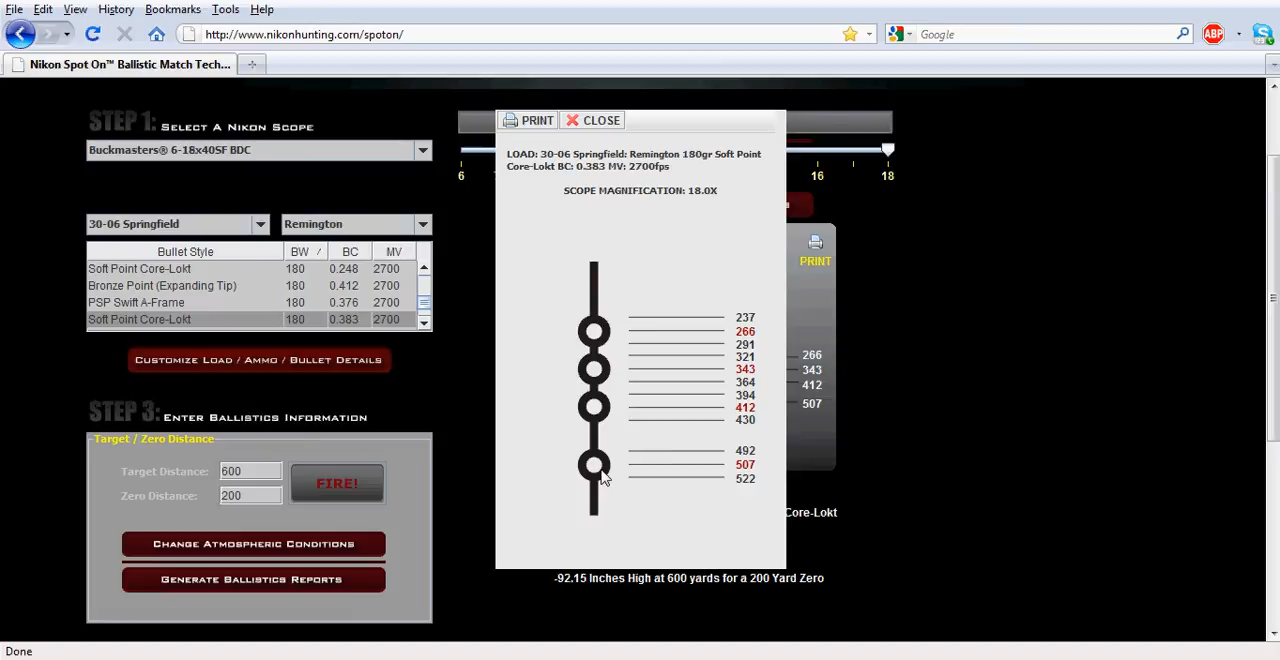 File Edit View History Bookmarks Tools Help
http://www.nikonhunting.com/spoton/
Google
ABP
Nikon Spot On™ Ballistic Match Tech...
STEP 1: SELECT A NIKON SCOPE
Buckmasters® 6-18x40SF BDC
30-06 Springfield
Remington
Bullet Style BW BC MV
Soft Point Core-Lokt 180 0.248 2700
Bronze Point (Expanding Tip) 180 0.412 2700
PSP Swift A-Frame 180 0.376 2700
Soft Point Core-Lokt 180 0.383 2700
CUSTOMIZE LOAD / AMMO / BULLET DETAILS
STEP 3: ENTER BALLISTICS INFORMATION
Target / Zero Distance
Target Distance: 600
Zero Distance: 200
FIRE!
CHANGE ATMOSPHERIC CONDITIONS
GENERATE BALLISTICS REPORTS
6 16 18
PRINT CLOSE
LOAD: 30-06 Springfield: Remington 180gr Soft Point
Core-Lokt BC: 0.383 MV: 2700fps
SCOPE MAGNIFICATION: 18.0X
237
266
291
321
343
364
394
412
430
492
507
522
PRINT
266
343
412
507
Core-Lokt
-92.15 Inches High at 600 yards for a 200 Yard Zero
Done